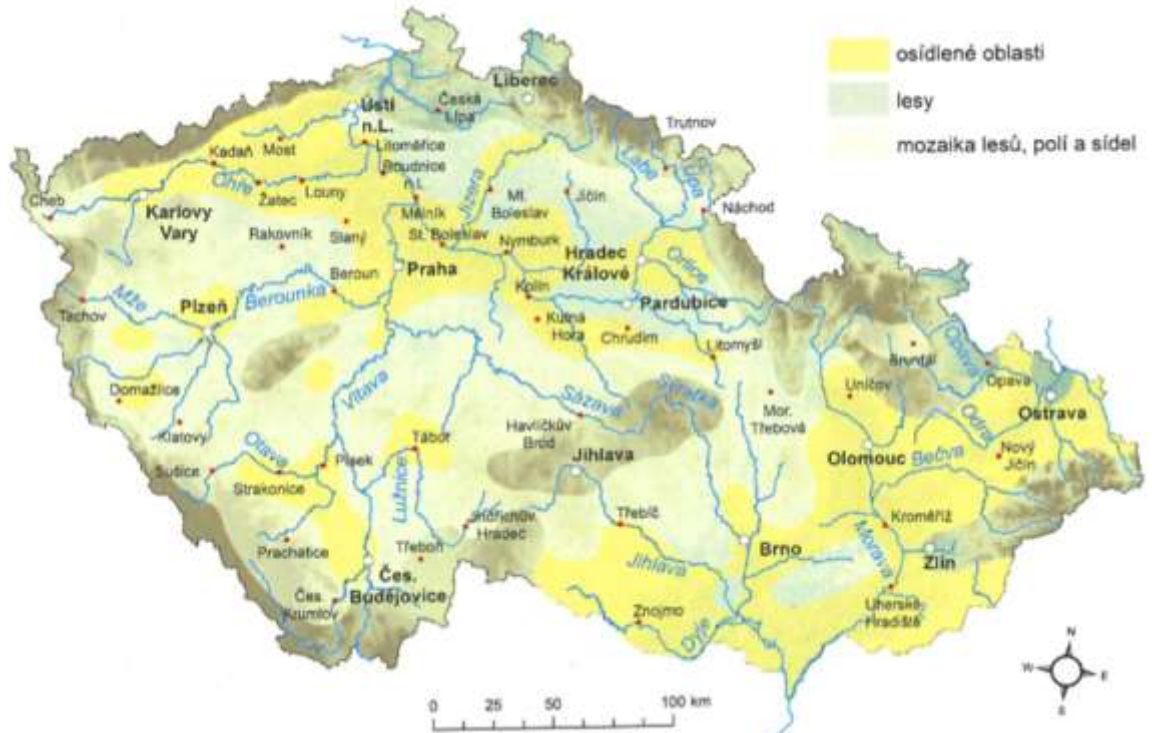 osídlené oblasti
lesy
mozaika lesů, polí a sídel
Liberec
Ústí
n.L.
Česká
Lípa
Trutnov
Most
Litoměřice
Kadaň
Roudnice
n.l.
Labe
Úpa
Ohře
Žatec
Louny
Jizera
Ml.
Boleslav
Jičín
Náchod
Cheb
Karlovy
Vary
Mělník
Slaný
St. Boleslav
Nymburk
Rakovník
Hradec
Králové
Orlice
Praha
Beroun
Kolín
Mže
Plzeň
Berounka
Pardubice
Tachov
Kutná
Hora
Chrudim
Litomyšl
Bruntál
Opava
Opava
Domažlice
Vltava
Sázava
Svratka
Uničov
Ostrava
Klatovy
Havlíčkův
Brod
Mor.
Třebová
Odra
Tábor
Sušice
Otava
Písek
Jihlava
Olomouc
Bečva
Nový
Jičín
Strakonice
Lužnice
Jindřichův
Hradec
Třebíč
Kroměříž
Prachatice
Třeboň
Brno
Morava
Zlín
Jihlava
Čes.
Budějovice
Čes.
Krumlov
Znojmo
Dyje
Uherské
Hradiště
N
W
E
S
0
25
50
100 km